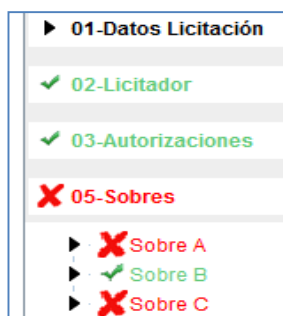 01-Datos Licitación
02-Licitador
03-Autorizaciones
05-Sobres
Sobre A
Sobre B
Sobre C